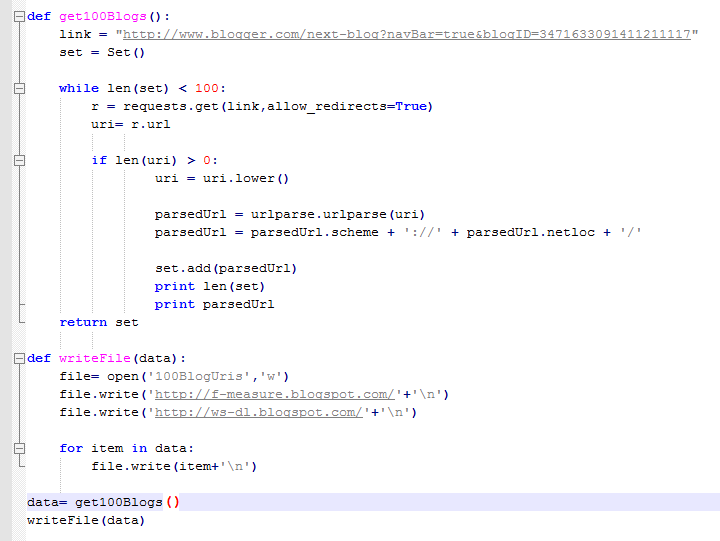 def get100Blogs():
    link = "http://www.blogger.com/next-blog?navBar=true&blogID=3471633091411211117"
    set = Set()

    while len(set) < 100:
        r = requests.get(link,allow_redirects=True)
        uri= r.url

        if len(uri) > 0:
                uri = uri.lower()

                parsedUrl = urlparse.urlparse(uri)
                parsedUrl = parsedUrl.scheme + '://' + parsedUrl.netloc + '/'

                set.add(parsedUrl)
                print len(set)
                print parsedUrl
    return set

def writeFile(data):
    file= open('100BlogUris','w')
    file.write('http://f-measure.blogspot.com/'+'\n')
    file.write('http://ws-dl.blogspot.com/'+'\n')

    for item in data:
        file.write(item+'\n')

data= get100Blogs()
writeFile(data)